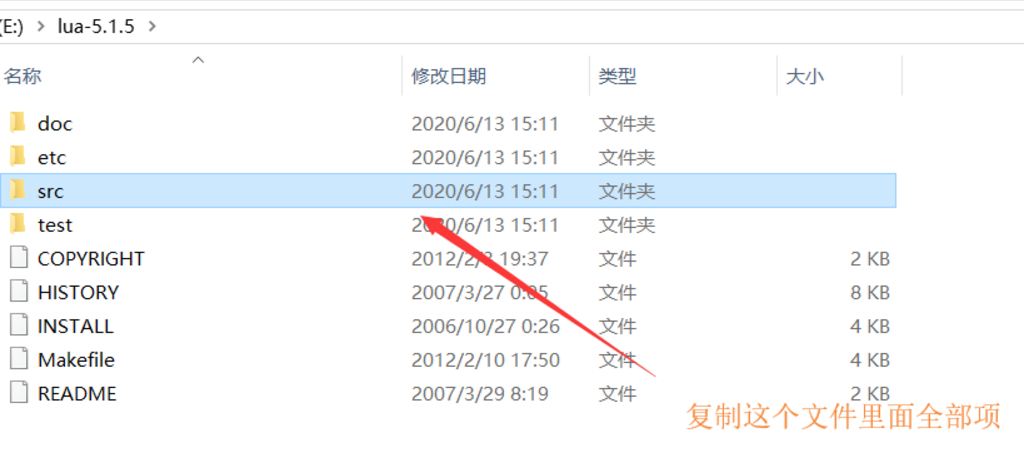 (E:) > lua-5.1.5 >
名称 修改日期 类型 大小
doc 2020/6/13 15:11 文件夹
etc 2020/6/13 15:11 文件夹
src 2020/6/13 15:11 文件夹
test 2020/6/13 15:11 文件夹
COPYRIGHT 2012/2/3 19:37 文件 2 KB
HISTORY 2007/3/27 0:05 文件 8 KB
INSTALL 2006/10/27 0:26 文件 4 KB
Makefile 2012/2/10 17:50 文件 4 KB
README 2007/3/29 8:19 文件 2 KB
复制这个文件里面全部项